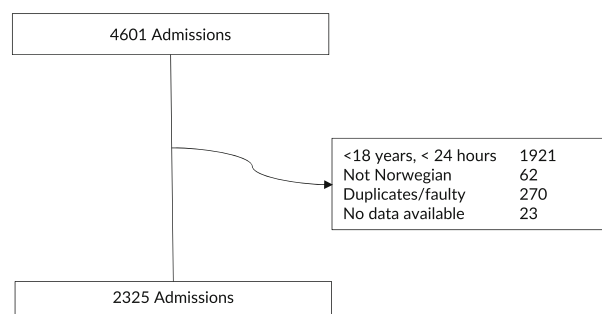 4601 Admissions
<18 years, < 24 hours 1921
Not Norwegian 62
Duplicates/faulty 270
No data available 23
2325 Admissions